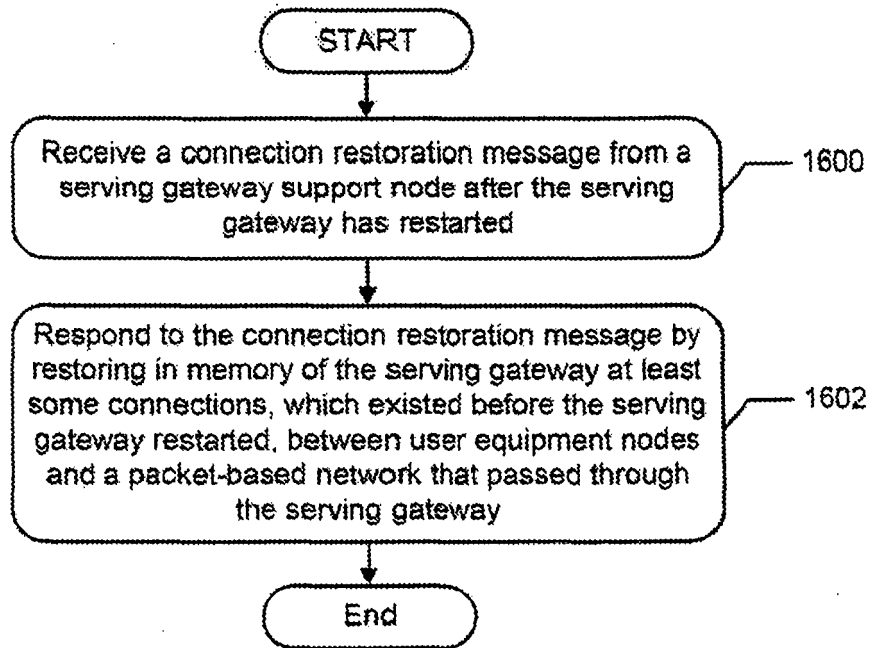 START
Receive a connection restoration message from a
serving gateway support node after the serving
gateway has restarted
1600
Respond to the connection restoration message by
restoring in memory of the serving gateway at least
some connections, which existed before the serving
gateway restarted, between user equipment nodes
and a packet-based network that passed through
the serving gateway
1602
End